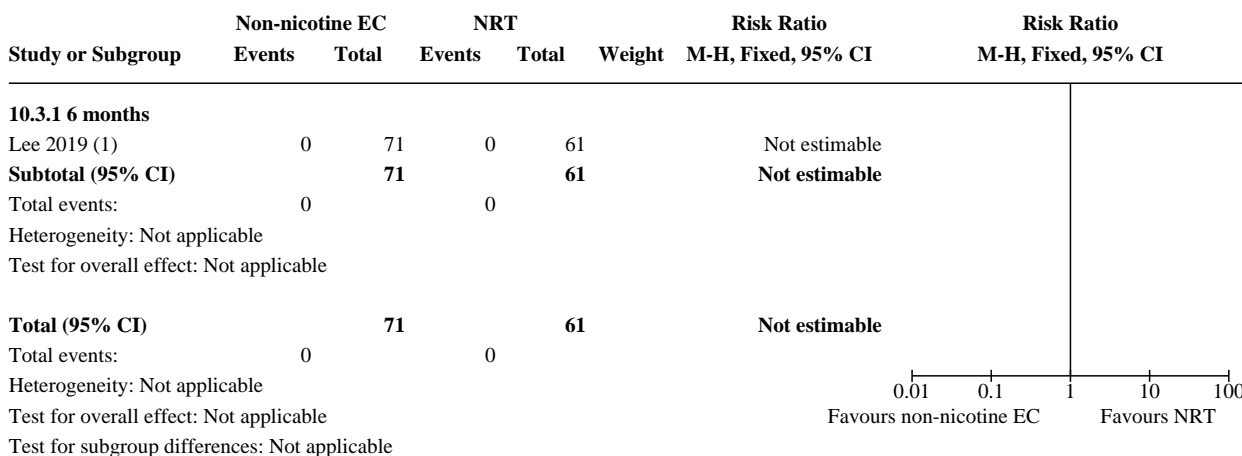 Non-nicotine EC NRT Risk Ratio Risk Ratio
Study or Subgroup Events Total Events Total Weight M-H, Fixed, 95% CI M-H, Fixed, 95% CI
10.3.1 6 months
Lee 2019 (1) 0 71 0 61 Not estimable
Subtotal (95% CI) 71 61 Not estimable
Total events: 0 0
Heterogeneity: Not applicable
Test for overall effect: Not applicable
Total (95% CI) 71 61 Not estimable
Total events: 0 0
Heterogeneity: Not applicable
0.01 0.1 1 10 100
Test for overall effect: Not applicable Favours non-nicotine EC Favours NRT
Test for subgroup differences: Not applicable